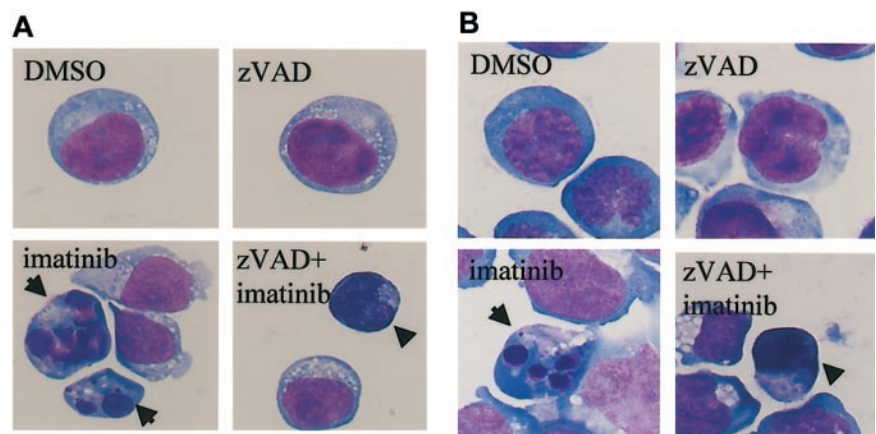 A
DMSO
zVAD
imatinib
zVAD+
imatinib
B
DMSO
zVAD
imatinib
zVAD+
imatinib